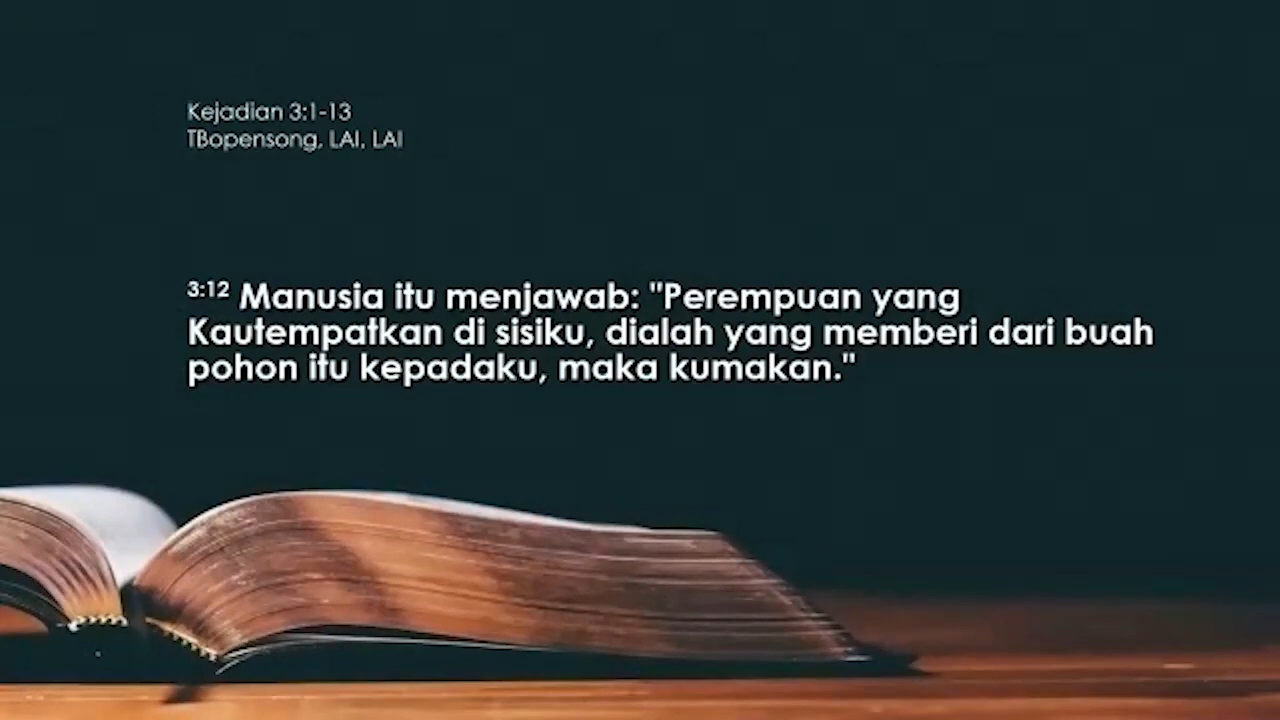 Kejadian 3:1-13
TBopensong, LAI, LAI
3:12 Manusia itu menjawab: "Perempuan yang
Kautempatkan di sisiku, dialah yang memberi dari buah
pohon itu kepadaku, maka kumakan."